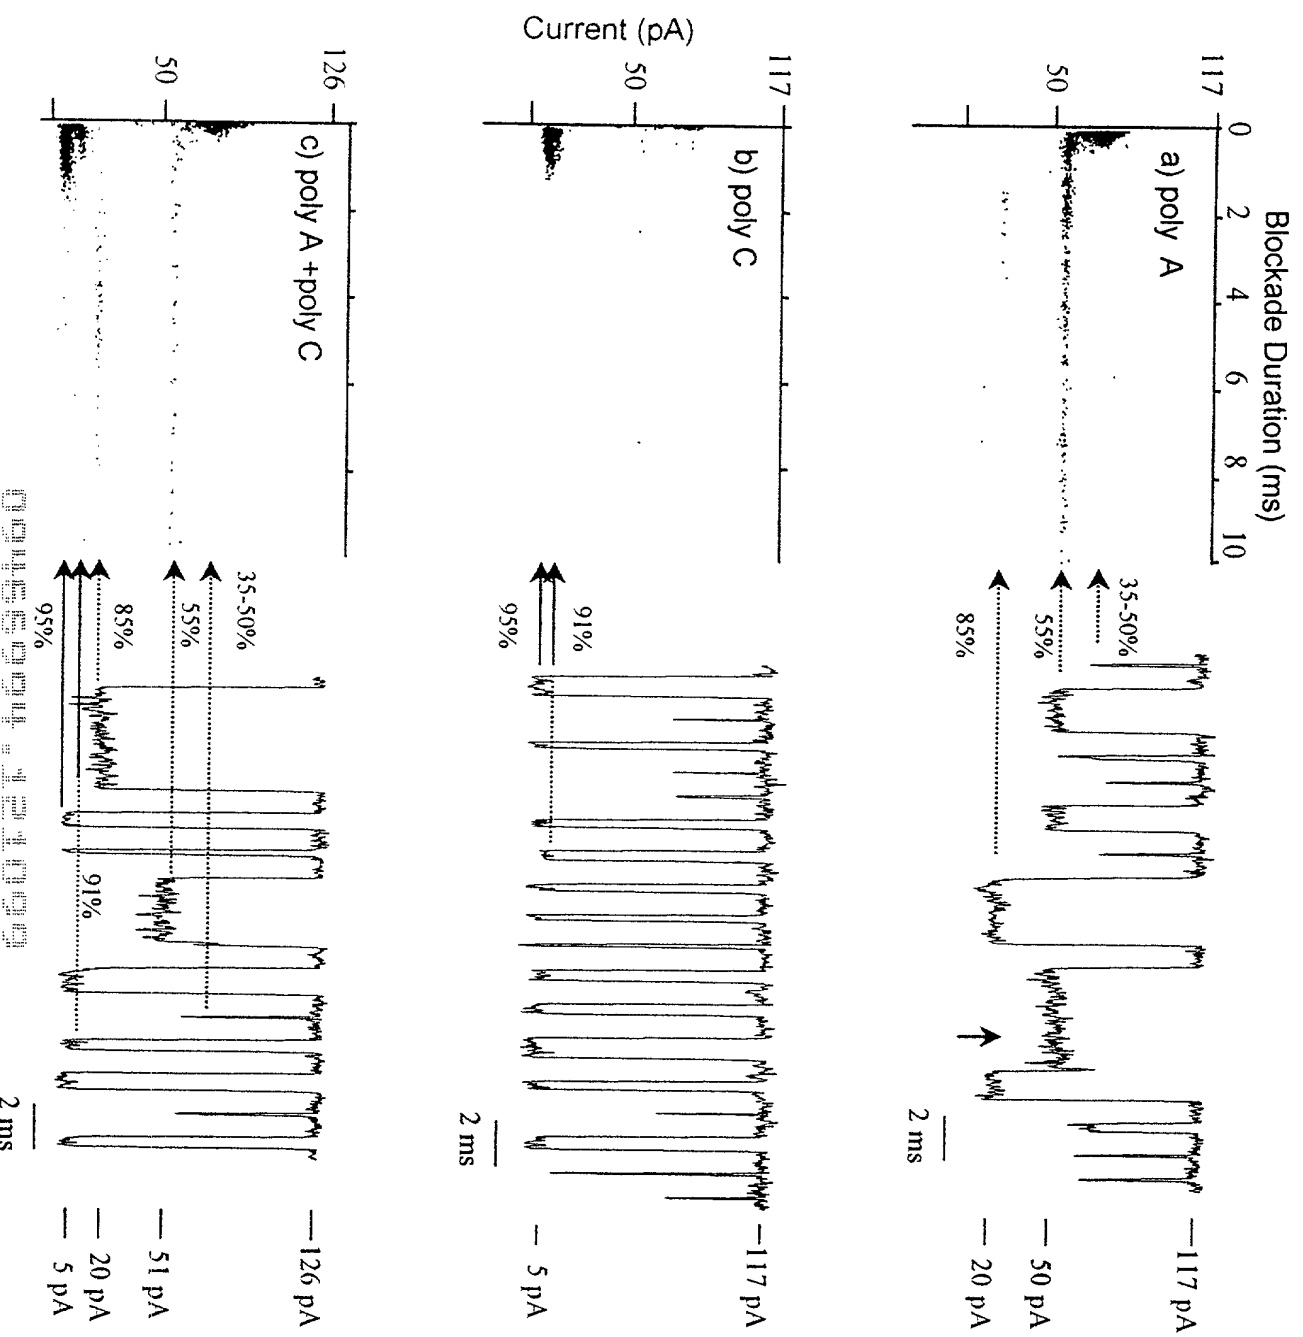 Blockade Duration (ms)
0 2 4 6 8 10
Current (pA)
117
50
a) poly A
35-50%
55%
85%
2 ms
117 pA
50 pA
20 pA
117
50
b) poly C
91%
95%
2 ms
117 pA
5 pA
126
50
c) poly A +poly C
35-50%
55%
85%
95%
91%
2 ms
126 pA
51 pA
20 pA
5 pA
09456994.121099